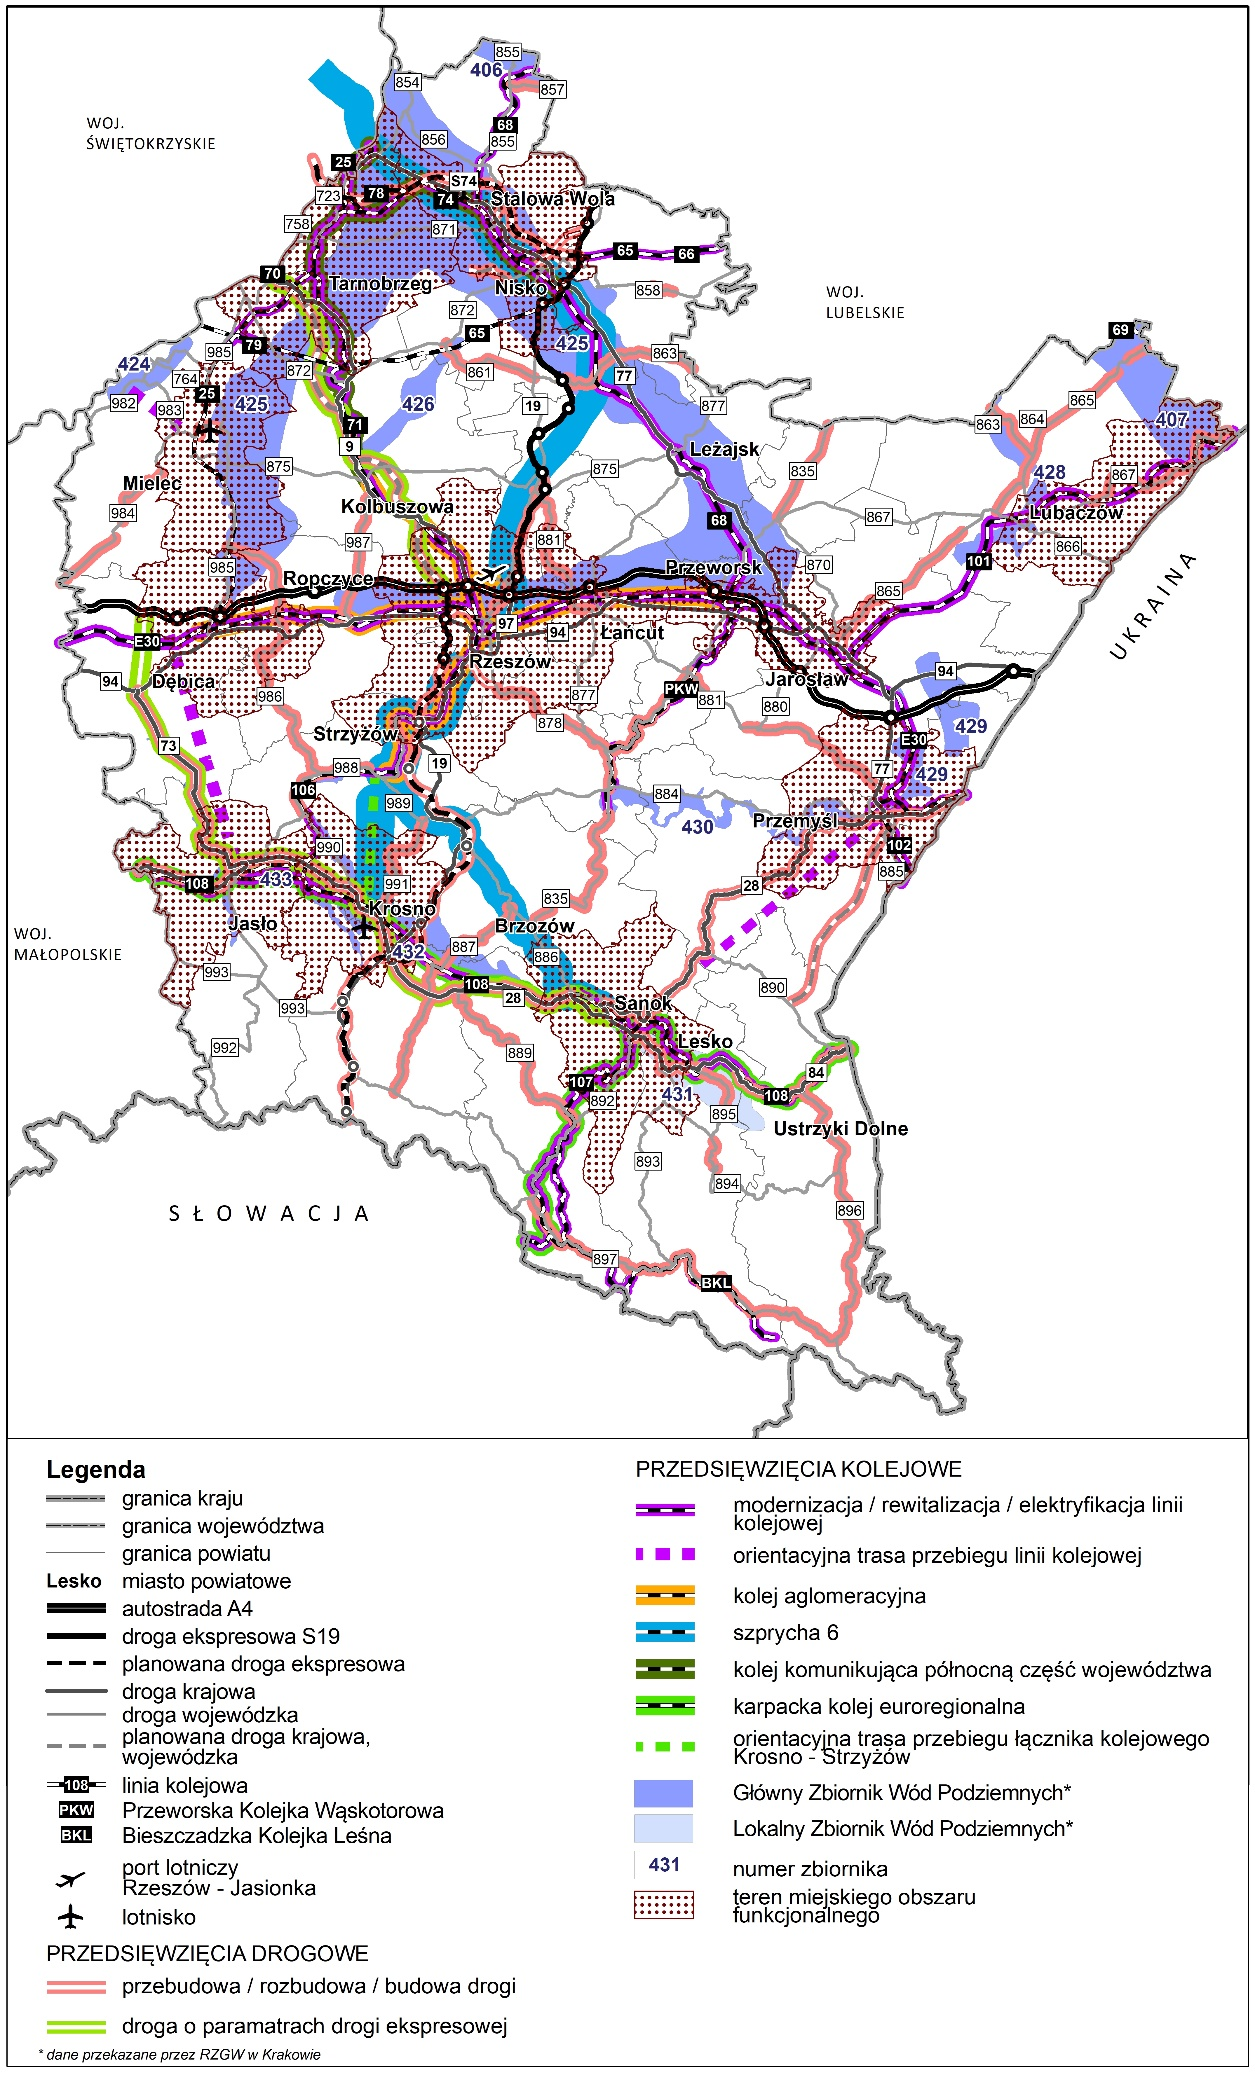 855
406
854
857
WOJ.
ŚWIĘTOKRZYSKIE
68
856
855
25
S74
723
78
74
Stalowa Wola
758
871
65
66
70
Tarnobrzeg
Nisko
858
WOJ.
LUBELSKIE
872
65
69
79
425
985
424
863
872
861
764
77
25
982
983
425
426
19
877
865
863
864
407
71
9
Leżajsk
875
875
835
428
867
Mielec
Kolbuszowa
984
Lubaczów
68
867
987
881
866
985
Ropczyce
Przeworsk
870
101
865
UKRAINA
E30
97
94
Łańcut
Rzeszów
94
Dębica
Jarosław
94
PKW
986
877
881
880
878
429
Strzyżów
73
E30
19
988
77
429
106
989
884
Przemyśl
430
990
102
885
108
433
991
28
Krosno
835
Jasło
Brzozów
WOJ.
MAŁOPOLSKIE
432
887
886
993
108
890
28
Sanok
993
992
Lesko
889
84
107
431
108
892
895
Ustrzyki Dolne
893
894
SŁOWACJA
896
897
BKL
Legenda
granica kraju
granica województwa
granica powiatu
Lesko miasto powiatowe
autostrada A4
droga ekspresowa S19
planowana droga ekspresowa
droga krajowa
droga wojewódzka
planowana droga krajowa,
wojewódzka
108 linia kolejowa
PKW Przeworska Kolejka Wąskotorowa
BKL Bieszczadzka Kolejka Leśna
port lotniczy
Rzeszów - Jasionka
lotnisko
PRZEDSIĘWZIĘCIA DROGOWE
przebudowa / rozbudowa / budowa drogi
droga o paramatrach drogi ekspresowej
* dane przekazane przez RZGW w Krakowie
PRZEDSIĘWZIĘCIA KOLEJOWE
modernizacja / rewitalizacja / elektryfikacja linii
kolejowej
orientacyjna trasa przebiegu linii kolejowej
kolej aglomeracyjna
szprycha 6
kolej komunikująca północną część województwa
karpacka kolej euroregionalna
orientacyjna trasa przebiegu łącznika kolejowego
Krosno - Strzyżów
Główny Zbiornik Wód Podziemnych*
Lokalny Zbiornik Wód Podziemnych*
431 numer zbiornika
teren miejskiego obszaru
funkcjonalnego